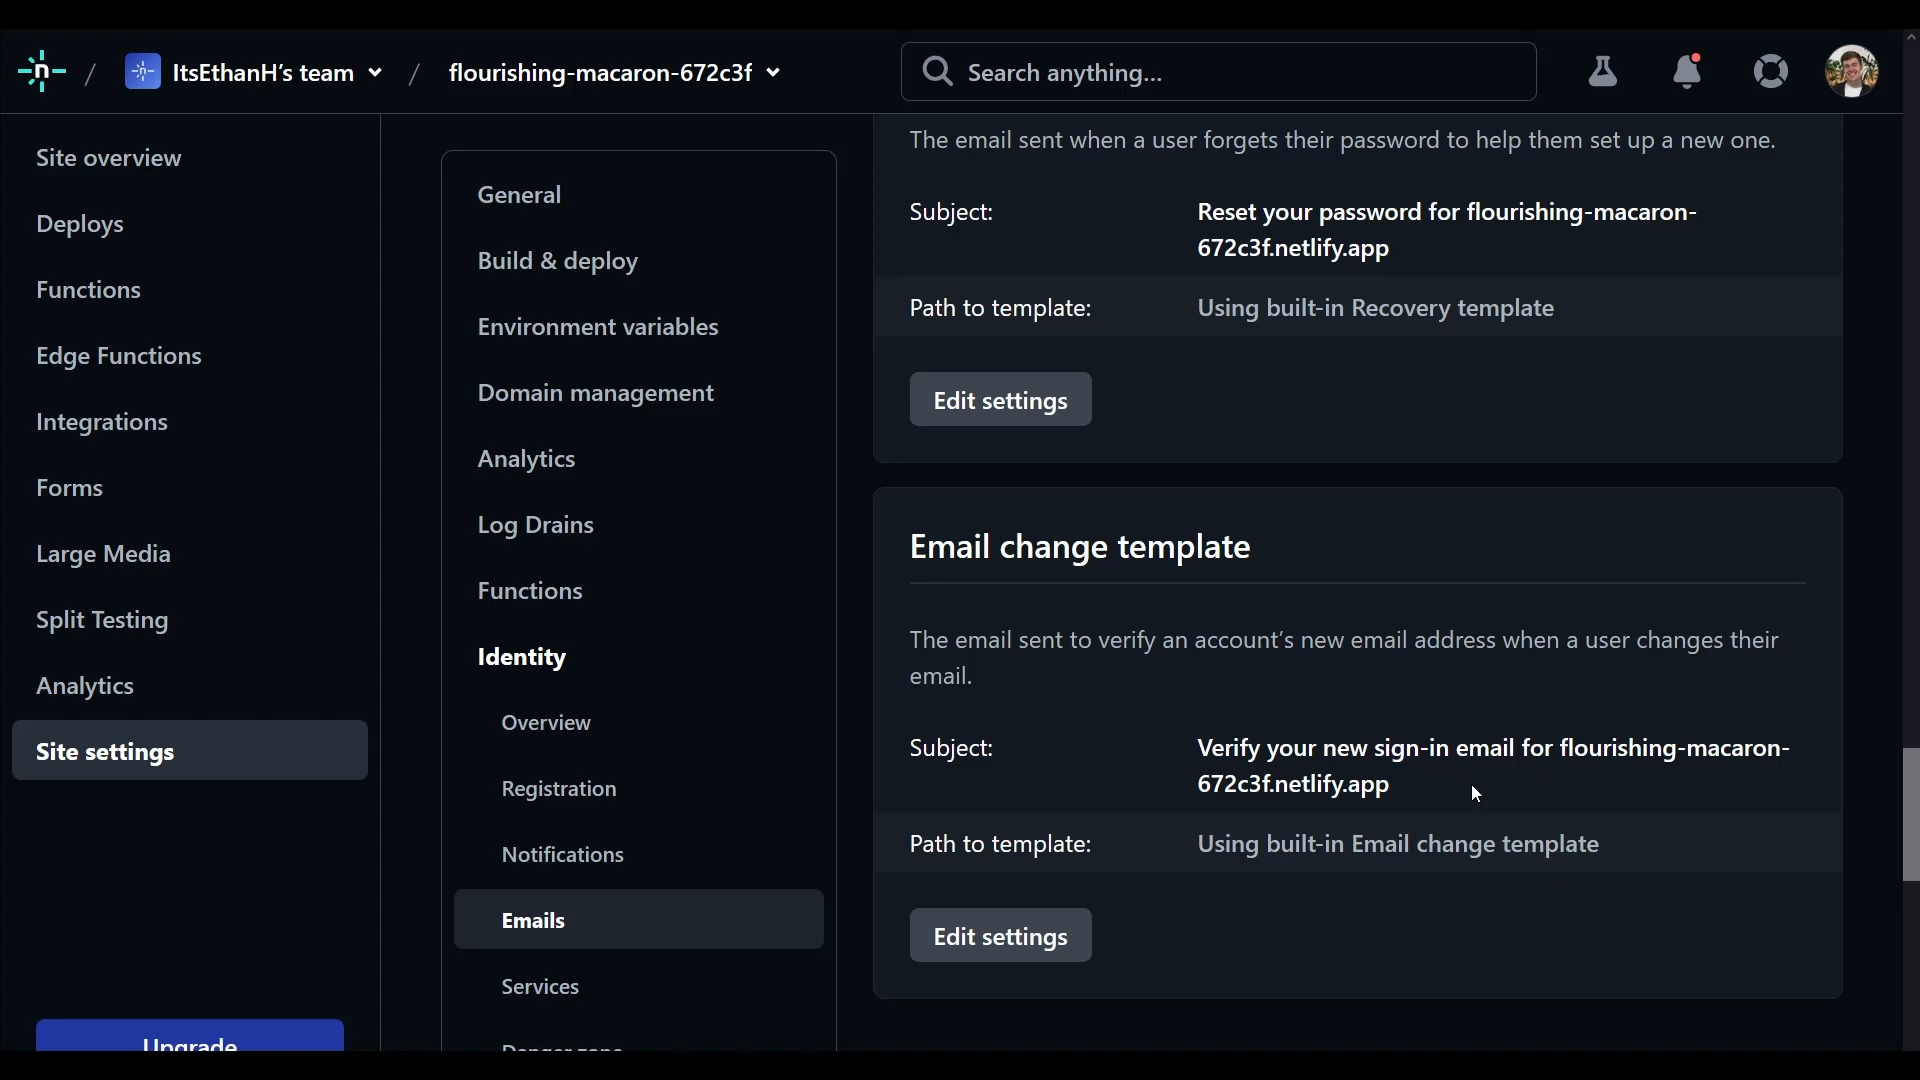 n / ItsEthanH's team / flourishing-macaron-672c3f
Search anything...
Site overview
Deploys
Functions
Edge Functions
Integrations
Forms
Large Media
Split Testing
Analytics
Site settings
Upgrade
General
Build & deploy
Environment variables
Domain management
Analytics
Log Drains
Functions
Identity
Overview
Registration
Notifications
Emails
Services
Danger zone
The email sent when a user forgets their password to help them set up a new one.
Subject: Reset your password for flourishing-macaron-
672c3f.netlify.app
Path to template: Using built-in Recovery template
Edit settings
Email change template
The email sent to verify an account's new email address when a user changes their
email.
Subject: Verify your new sign-in email for flourishing-macaron-
672c3f.netlify.app
Path to template: Using built-in Email change template
Edit settings